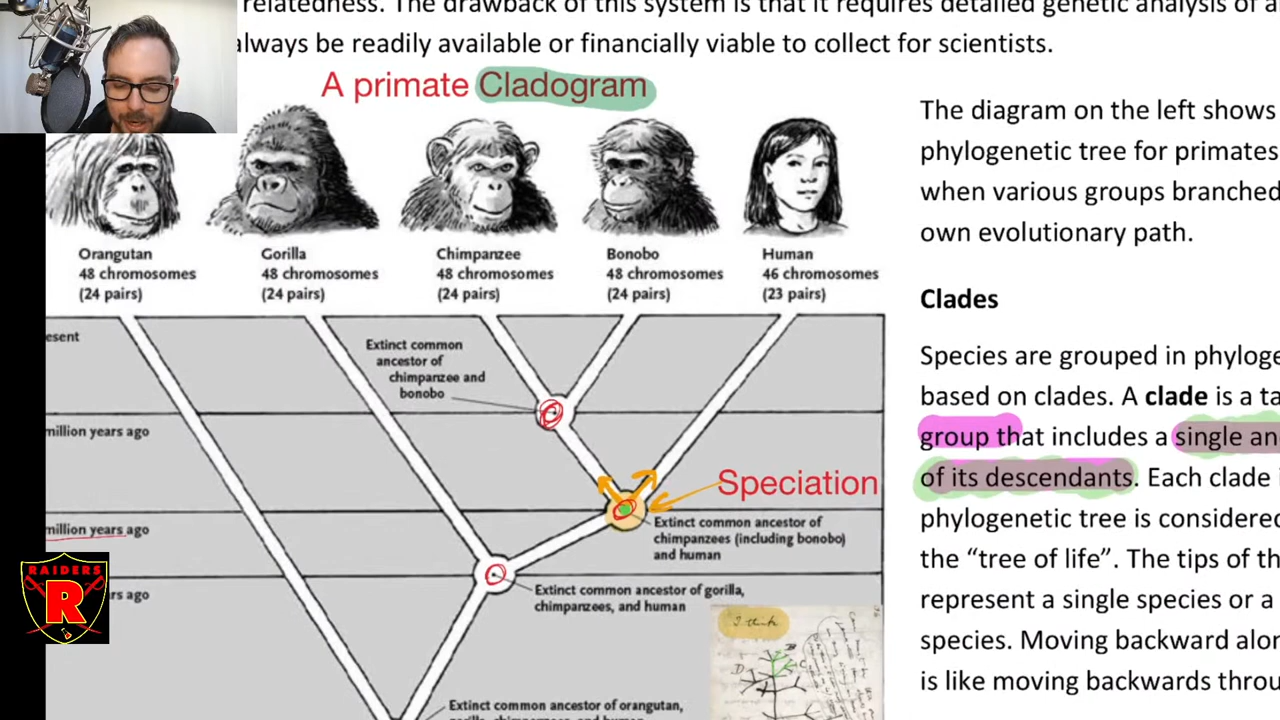 relatedness. The drawback of this system is that it requires detailed genetic analysis of
always be readily available or financially viable to collect for scientists.
A primate Cladogram
Orangutan
48 chromosomes
(24 pairs)
Gorilla
48 chromosomes
(24 pairs)
Chimpanzee
48 chromosomes
(24 pairs)
Bonobo
48 chromosomes
(24 pairs)
Human
46 chromosomes
(23 pairs)
esent
Extinct common
ancestor of
chimpanzee and
bonobo
million years ago
Speciation
million years ago
Extinct common ancestor of
chimpanzees (including bonobo)
and human
rs ago
Extinct common ancestor of gorilla,
chimpanzees, and human
Extinct common ancestor of orangutan,
RAIDERS
R
I think
B
D
C
The diagram on the left shows
phylogenetic tree for primates
when various groups branched
own evolutionary path.
Clades
Species are grouped in phyloge
based on clades. A clade is a ta
group that includes a single an
of its descendants. Each clade i
phylogenetic tree is considered
the “tree of life”. The tips of th
represent a single species or a
species. Moving backward alon
is like moving backwards throu